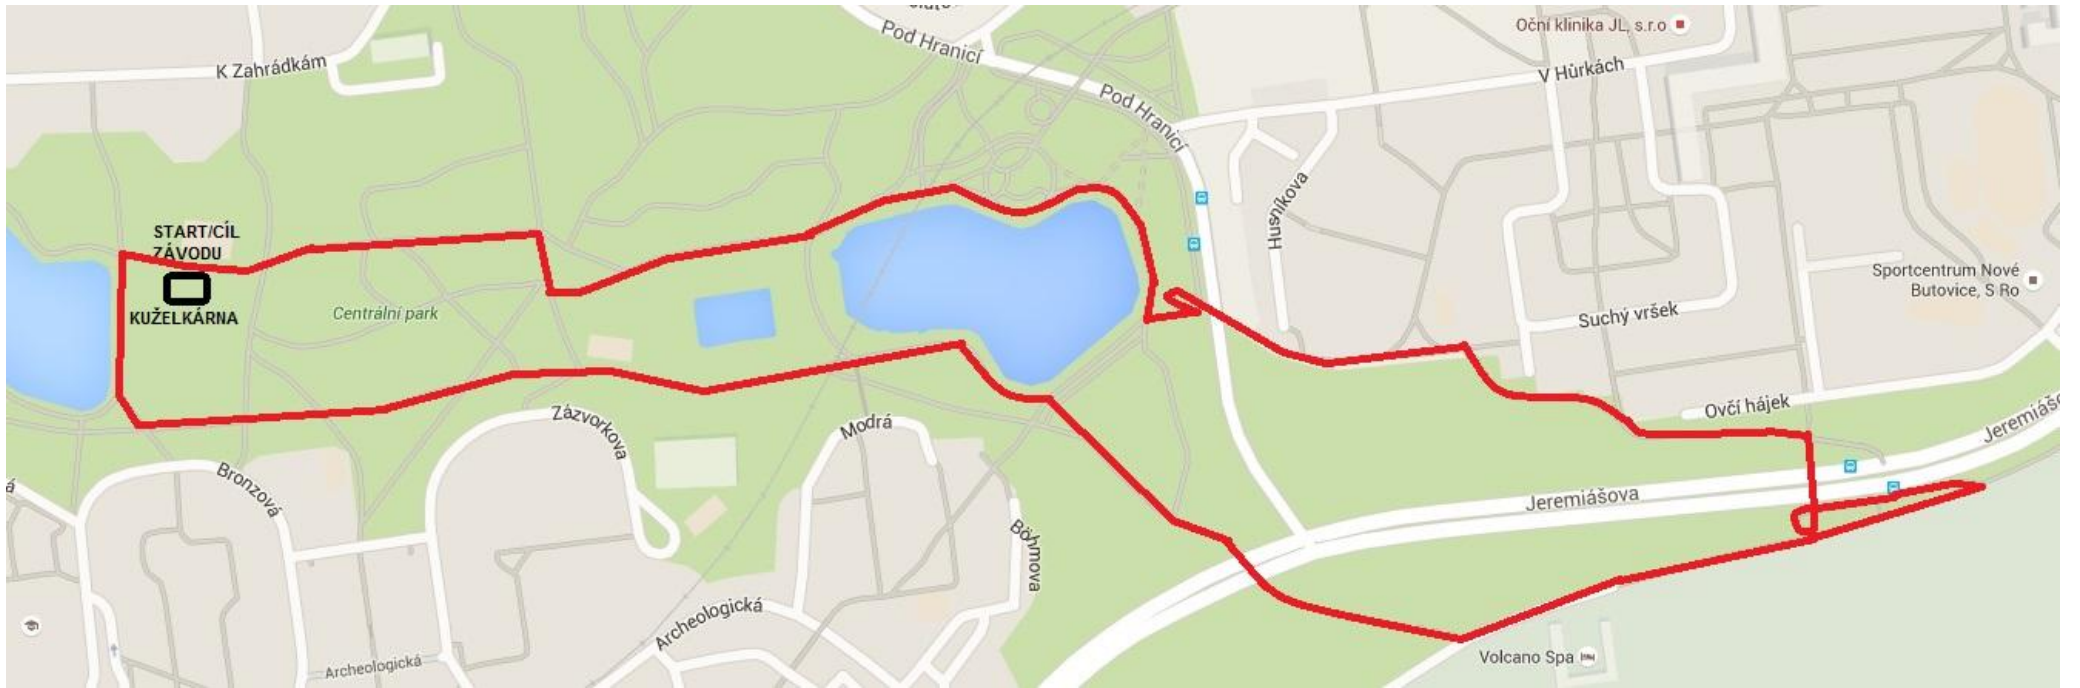 Oční klinika JL, s.r.o
Pod Hranicí
K Zahrádkám
V Hůrkách
Pod Hranicí
START/CÍL
ZÁVODU
KUŽELKÁRNA
Centrální park
Husníkova
Sportcentrum Nové
Butovice, S Ro
Suchý vršek
Ovčí hájek
Zázvorkova
Modrá
Jeremiášo
Bronzová
Jeremiášova
á
Böhmova
Archeologická
Archeologická
Volcano Spa